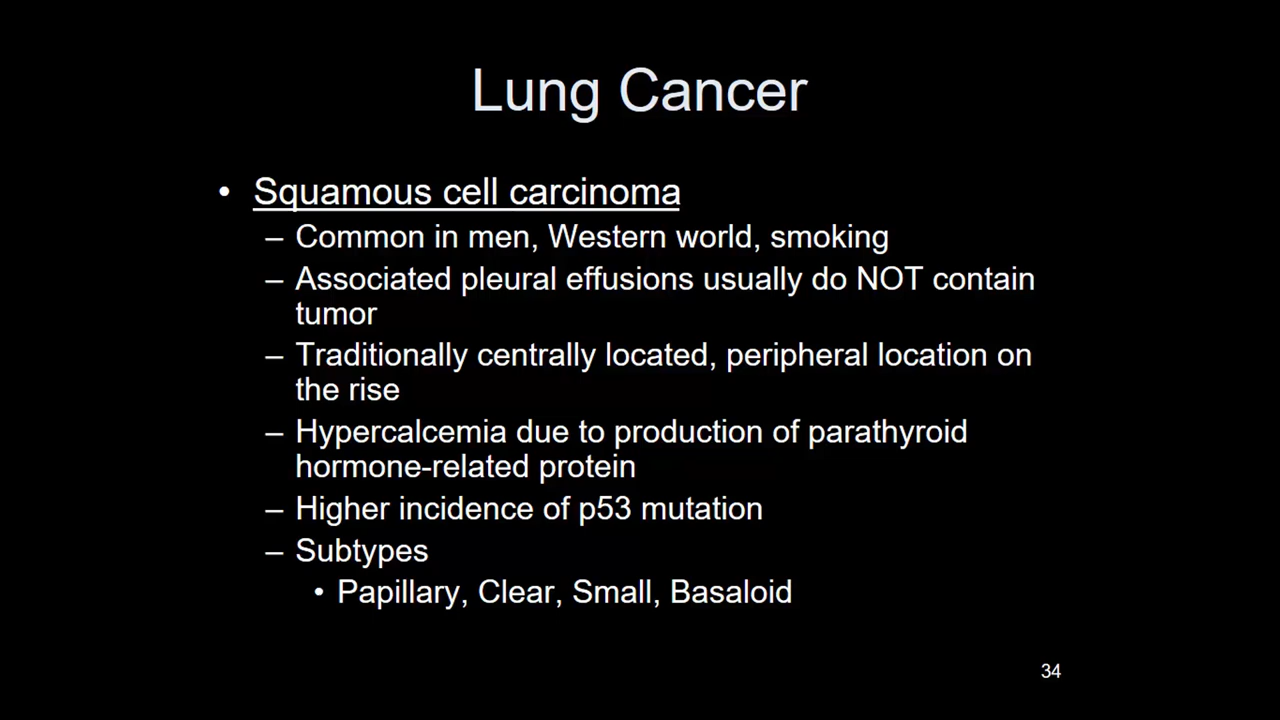 Lung Cancer
• Squamous cell carcinoma
– Common in men, Western world, smoking
– Associated pleural effusions usually do NOT contain
tumor
– Traditionally centrally located, peripheral location on
the rise
– Hypercalcemia due to production of parathyroid
hormone-related protein
– Higher incidence of p53 mutation
– Subtypes
• Papillary, Clear, Small, Basaloid
34